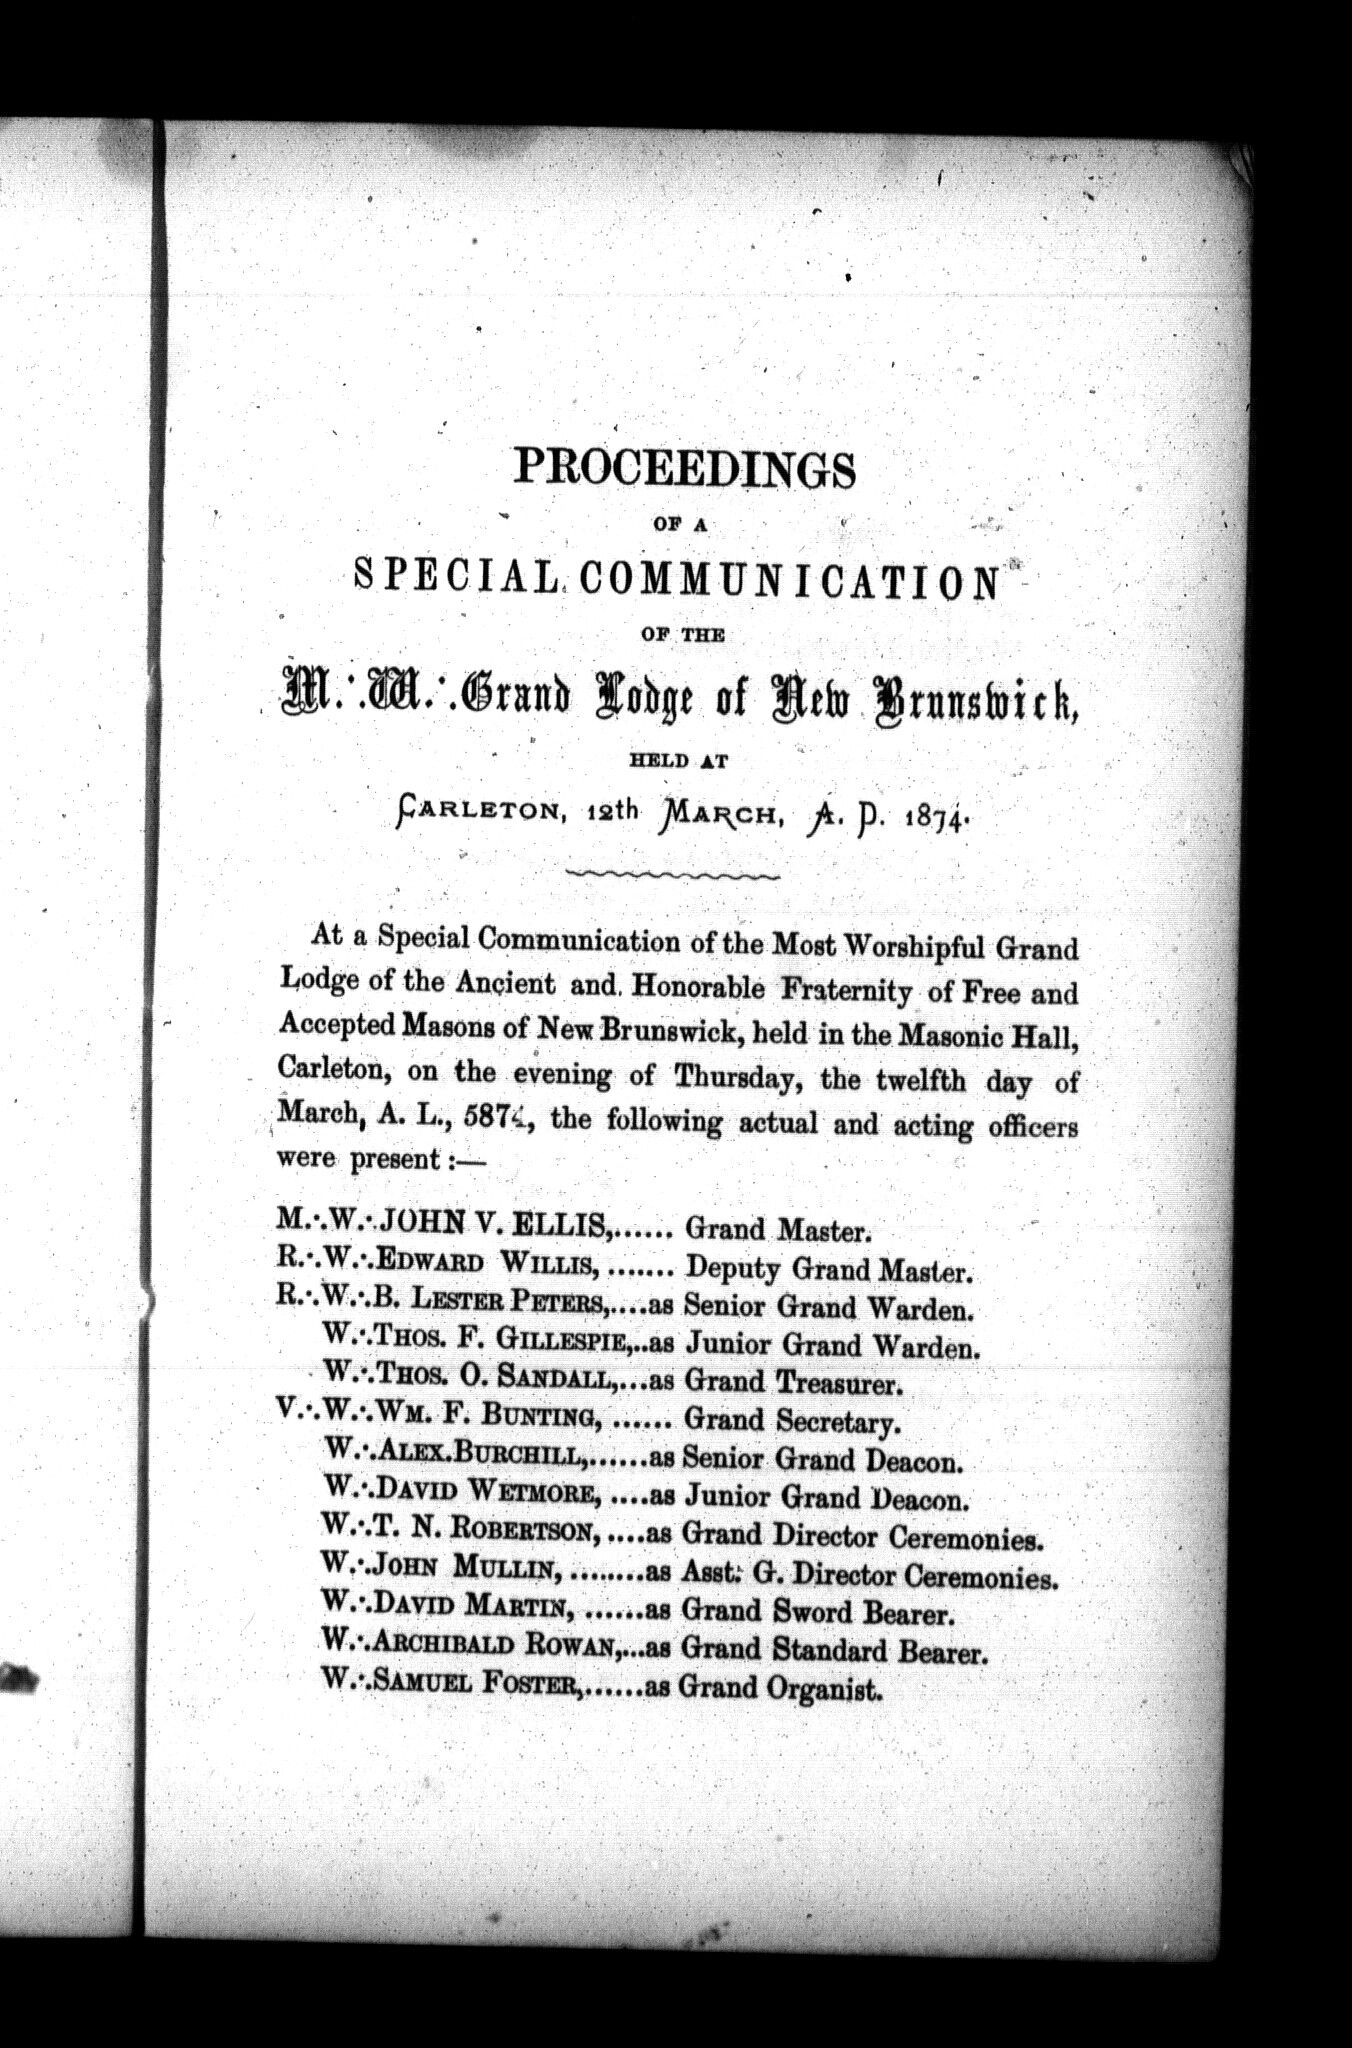 PROCEEDINGS
OF A
SPECIAL COMMUNICATION
OF THE
M.∴W.∴Grand Lodge of New Brunswick,
HELD AT
CARLETON, 12th MARCH, A. D. 1874.
At a Special Communication of the Most Worshipful Grand
Lodge of the Ancient and Honorable Fraternity of Free and
Accepted Masons of New Brunswick, held in the Masonic Hall,
Carleton, on the evening of Thursday, the twelfth day of
March, A. L., 5874, the following actual and acting officers
were present :—
M.∴W.∴JOHN V. ELLIS,...... Grand Master.
R.∴W.∴EDWARD WILLIS, ....... Deputy Grand Master.
R.∴W.∴B. LESTER PETERS,....as Senior Grand Warden.
W.∴THOS. F. GILLESPIE,..as Junior Grand Warden.
W.∴THOS. O. SANDALL,...as Grand Treasurer.
V.∴W.∴WM. F. BUNTING, ...... Grand Secretary.
W.∴ALEX. BURCHILL,......as Senior Grand Deacon.
W.∴DAVID WETMORE, ....as Junior Grand Deacon.
W.∴T. N. ROBERTSON, ....as Grand Director Ceremonies.
W.∴JOHN MULLIN, ........as Asst. G. Director Ceremonies.
W.∴DAVID MARTIN, ......as Grand Sword Bearer.
W.∴ARCHIBALD ROWAN,...as Grand Standard Bearer.
W.∴SAMUEL FOSTER,......as Grand Organist.